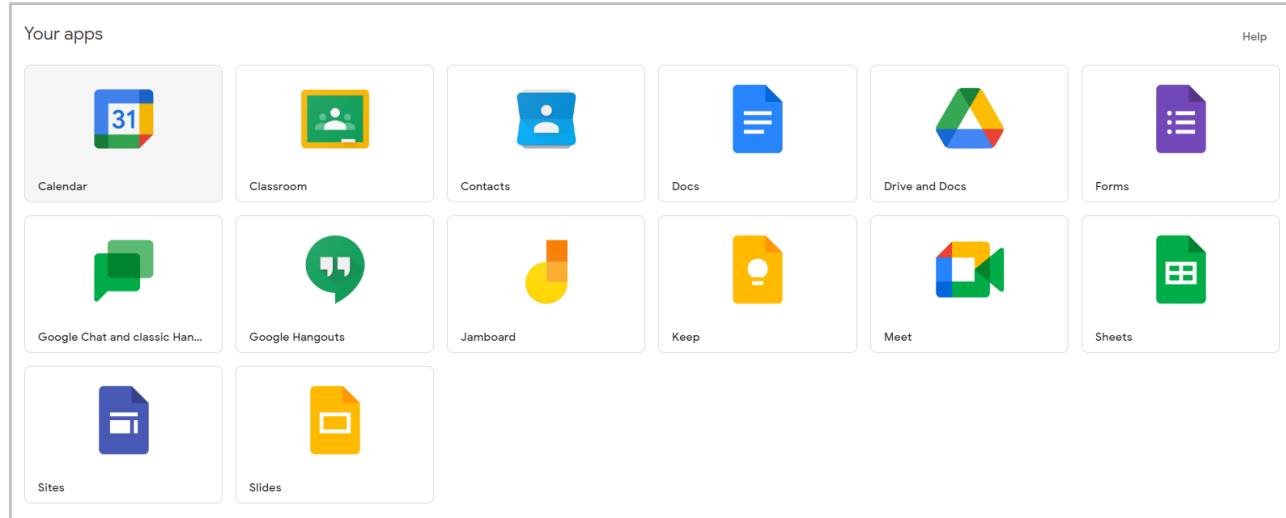 Your apps
Help
31
Calendar
Classroom
Contacts
Docs
Drive and Docs
Forms
Google Chat and classic Han...
Google Hangouts
Jamboard
Keep
Meet
Sheets
Sites
Slides